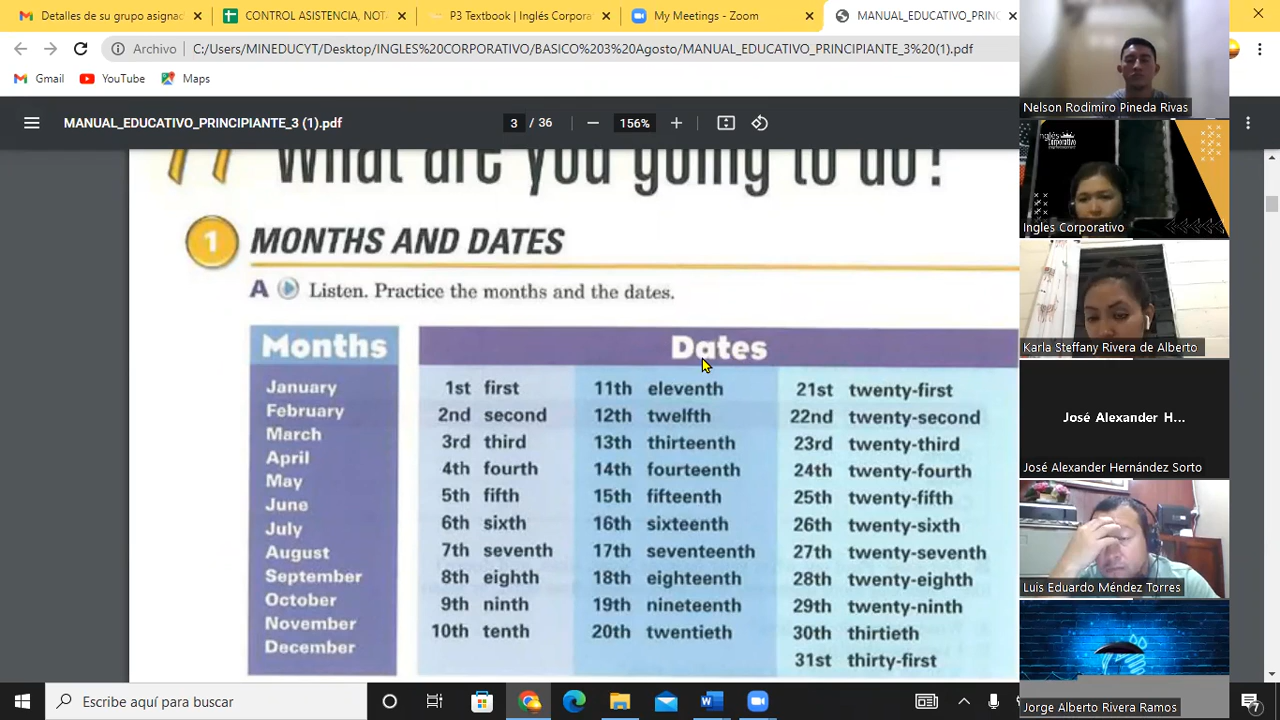 Detalles de su grupo asignac
CONTROL ASISTENCIA, NOTA
P3 Textbook | Inglés Corporat
My Meetings - Zoom
MANUAL_EDUCATIVO_PRINC
Archivo
C:/Users/MINEDUCYT/Desktop/INGLES%20CORPORATIVO/BASICO%203%20Agosto/MANUAL_EDUCATIVO_PRINCIPIANTE_3%20(1).pdf
Gmail
YouTube
Maps
MANUAL_EDUCATIVO_PRINCIPIANTE_3 (1).pdf
3 / 36
156%
What are you going to do?
1 MONTHS AND DATES
A Listen. Practice the months and the dates.
Months
January
February
March
April
May
June
July
August
September
October
November
December
Dates
1st first
2nd second
3rd third
4th fourth
5th fifth
6th sixth
7th seventh
8th eighth
9th ninth
10th tenth
11th eleventh
12th twelfth
13th thirteenth
14th fourteenth
15th fifteenth
16th sixteenth
17th seventeenth
18th eighteenth
19th nineteenth
20th twentieth
21st twenty-first
22nd twenty-second
23rd twenty-third
24th twenty-fourth
25th twenty-fifth
26th twenty-sixth
27th twenty-seventh
28th twenty-eighth
29th twenty-ninth
30th thirtieth
31st thirty-first
Nelson Rodimiro Pineda Rivas
Inglés
Corporativo
Ingles Corporativo
Karla Steffany Rivera de Alberto
José Alexander H...
José Alexander Hernández Sorto
Luis Eduardo Méndez Torres
Jorge Alberto Rivera Ramos
Escribe aquí para buscar
7